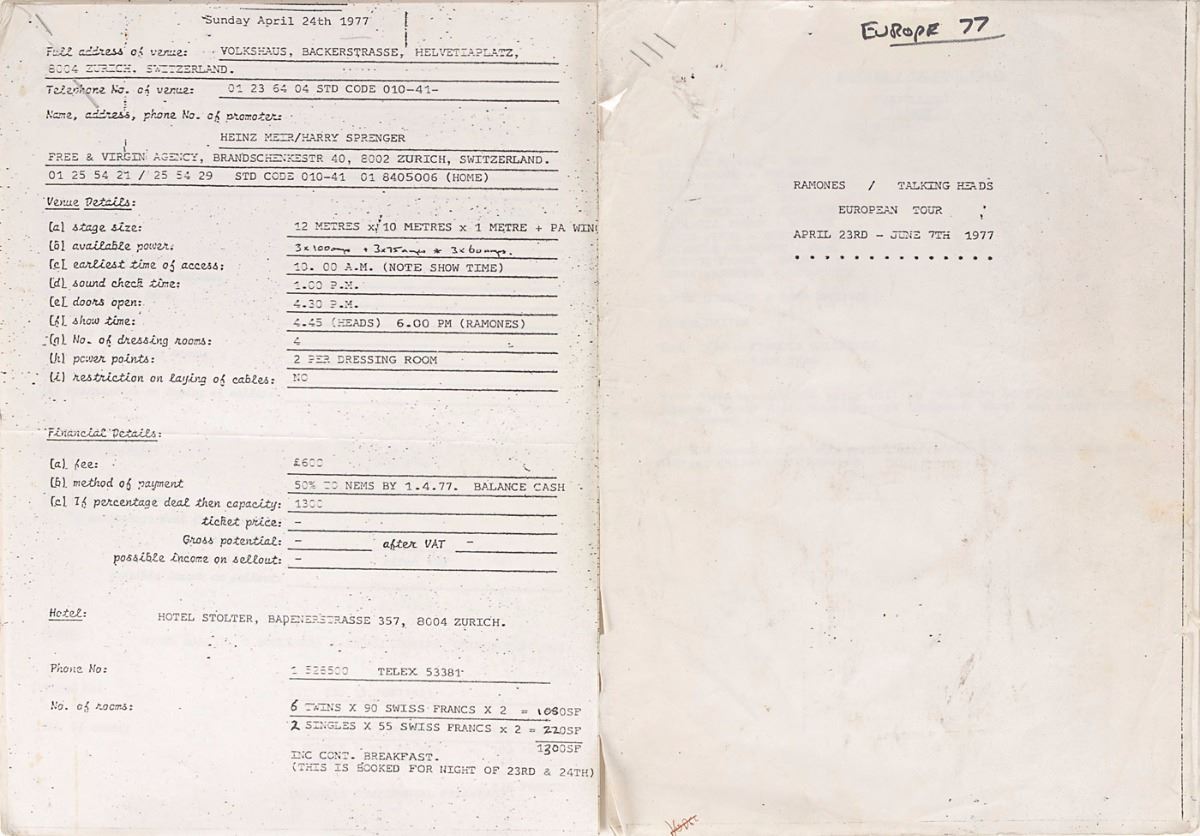 Sunday April 24th 1977
Full address of venue: VOLKSHAUS, BACKERSTRASSE, HELVETIAPLATZ,
8004 ZURICH. SWITZERLAND.
Telephone No. of venue: 01 23 64 04 STD CODE 010-41-
Name, address, phone No. of promoter:
HEINZ MEIR/HARRY SPRENGER
FREE & VIRGIN AGENCY, BRANDSCHENKESTR 40, 8002 ZURICH, SWITZERLAND.
01 25 54 21 / 25 54 29 STD CODE 010-41 01 8405006 (HOME)
Venue Details:
(a) stage size: 12 METRES x 10 METRES x 1 METRE + PA WING
(b) available power: 3x100amps + 3x75amps * 3x60amps.
(c) earliest time of access: 10. 00 A.M. (NOTE SHOW TIME)
(d) sound check time: 1.00 P.M.
(e) doors open: 4.30 P.M.
(f) show time: 4.45 (HEADS) 6.00 PM (RAMONES)
(g) No. of dressing rooms: 4
(h) power points: 2 PER DRESSING ROOM
(i) restriction on laying of cables: NO
Financial Details:
(a) fee: £600
(b) method of payment 50% TO NEMS BY 1.4.77. BALANCE CASH
(c) If percentage deal then capacity: 1300
ticket price: -
Gross potential: - after VAT -
possible income on sellout: -
Hotel: HOTEL STOLTER, BADENERSTRASSE 357, 8004 ZURICH.
Phone No: 1 526500 TELEX 53381
No. of rooms: 6 TWINS X 90 SWISS FRANCS X 2 = 1080SF
2 SINGLES X 55 SWISS FRANCS X 2 = 220SF
1300SF
INC CONT. BREAKFAST.
(THIS IS BOOKED FOR NIGHT OF 23RD & 24TH)
EUROPE 77
RAMONES / TALKING HEADS
EUROPEAN TOUR
APRIL 23RD - JUNE 7TH 1977